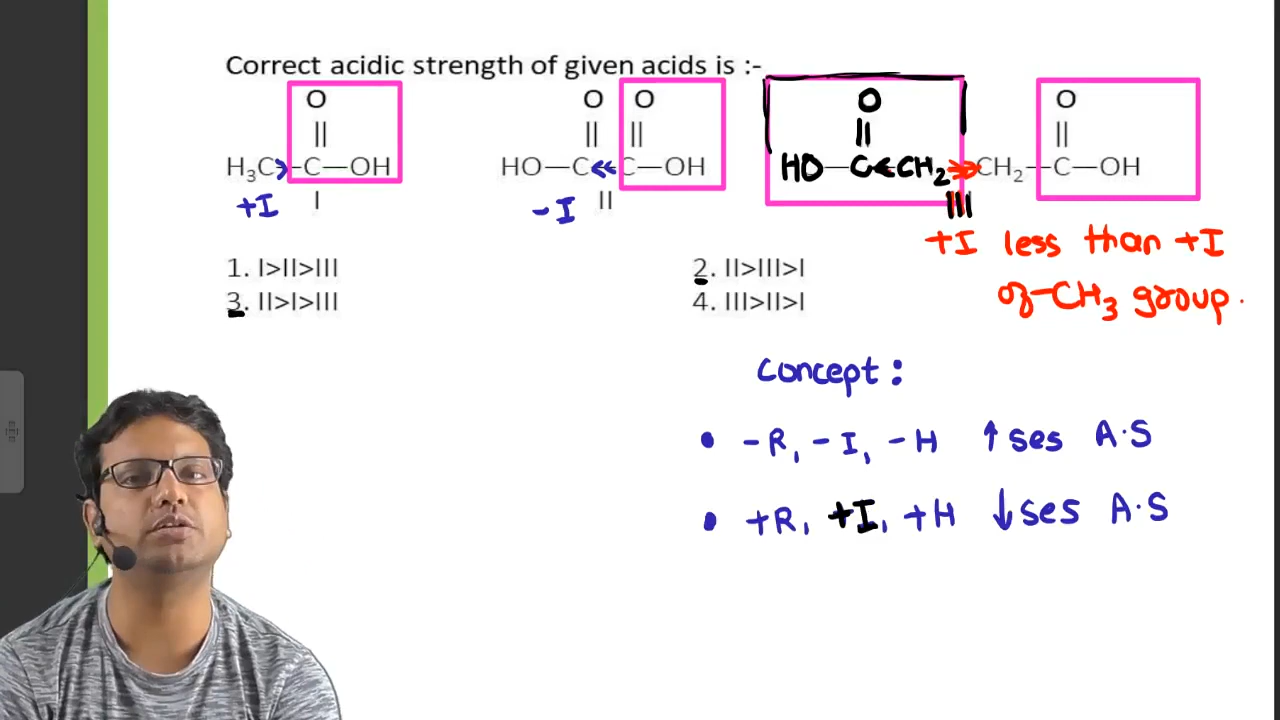 Correct acidic strength of given acids is :-
O O O O O
|| || || || ||
H₃C–C–OH HO–C C–OH HO–C CH₂ CH₂–C–OH
+I I -I II III
+I less than +I
of -CH₃ group.
1. I>II>III 2. II>III>I
3. II>I>III 4. III>II>I
Concept :
• -R, -I, -H ↑ses A.S
• +R, +I, +H ↓ses A.S